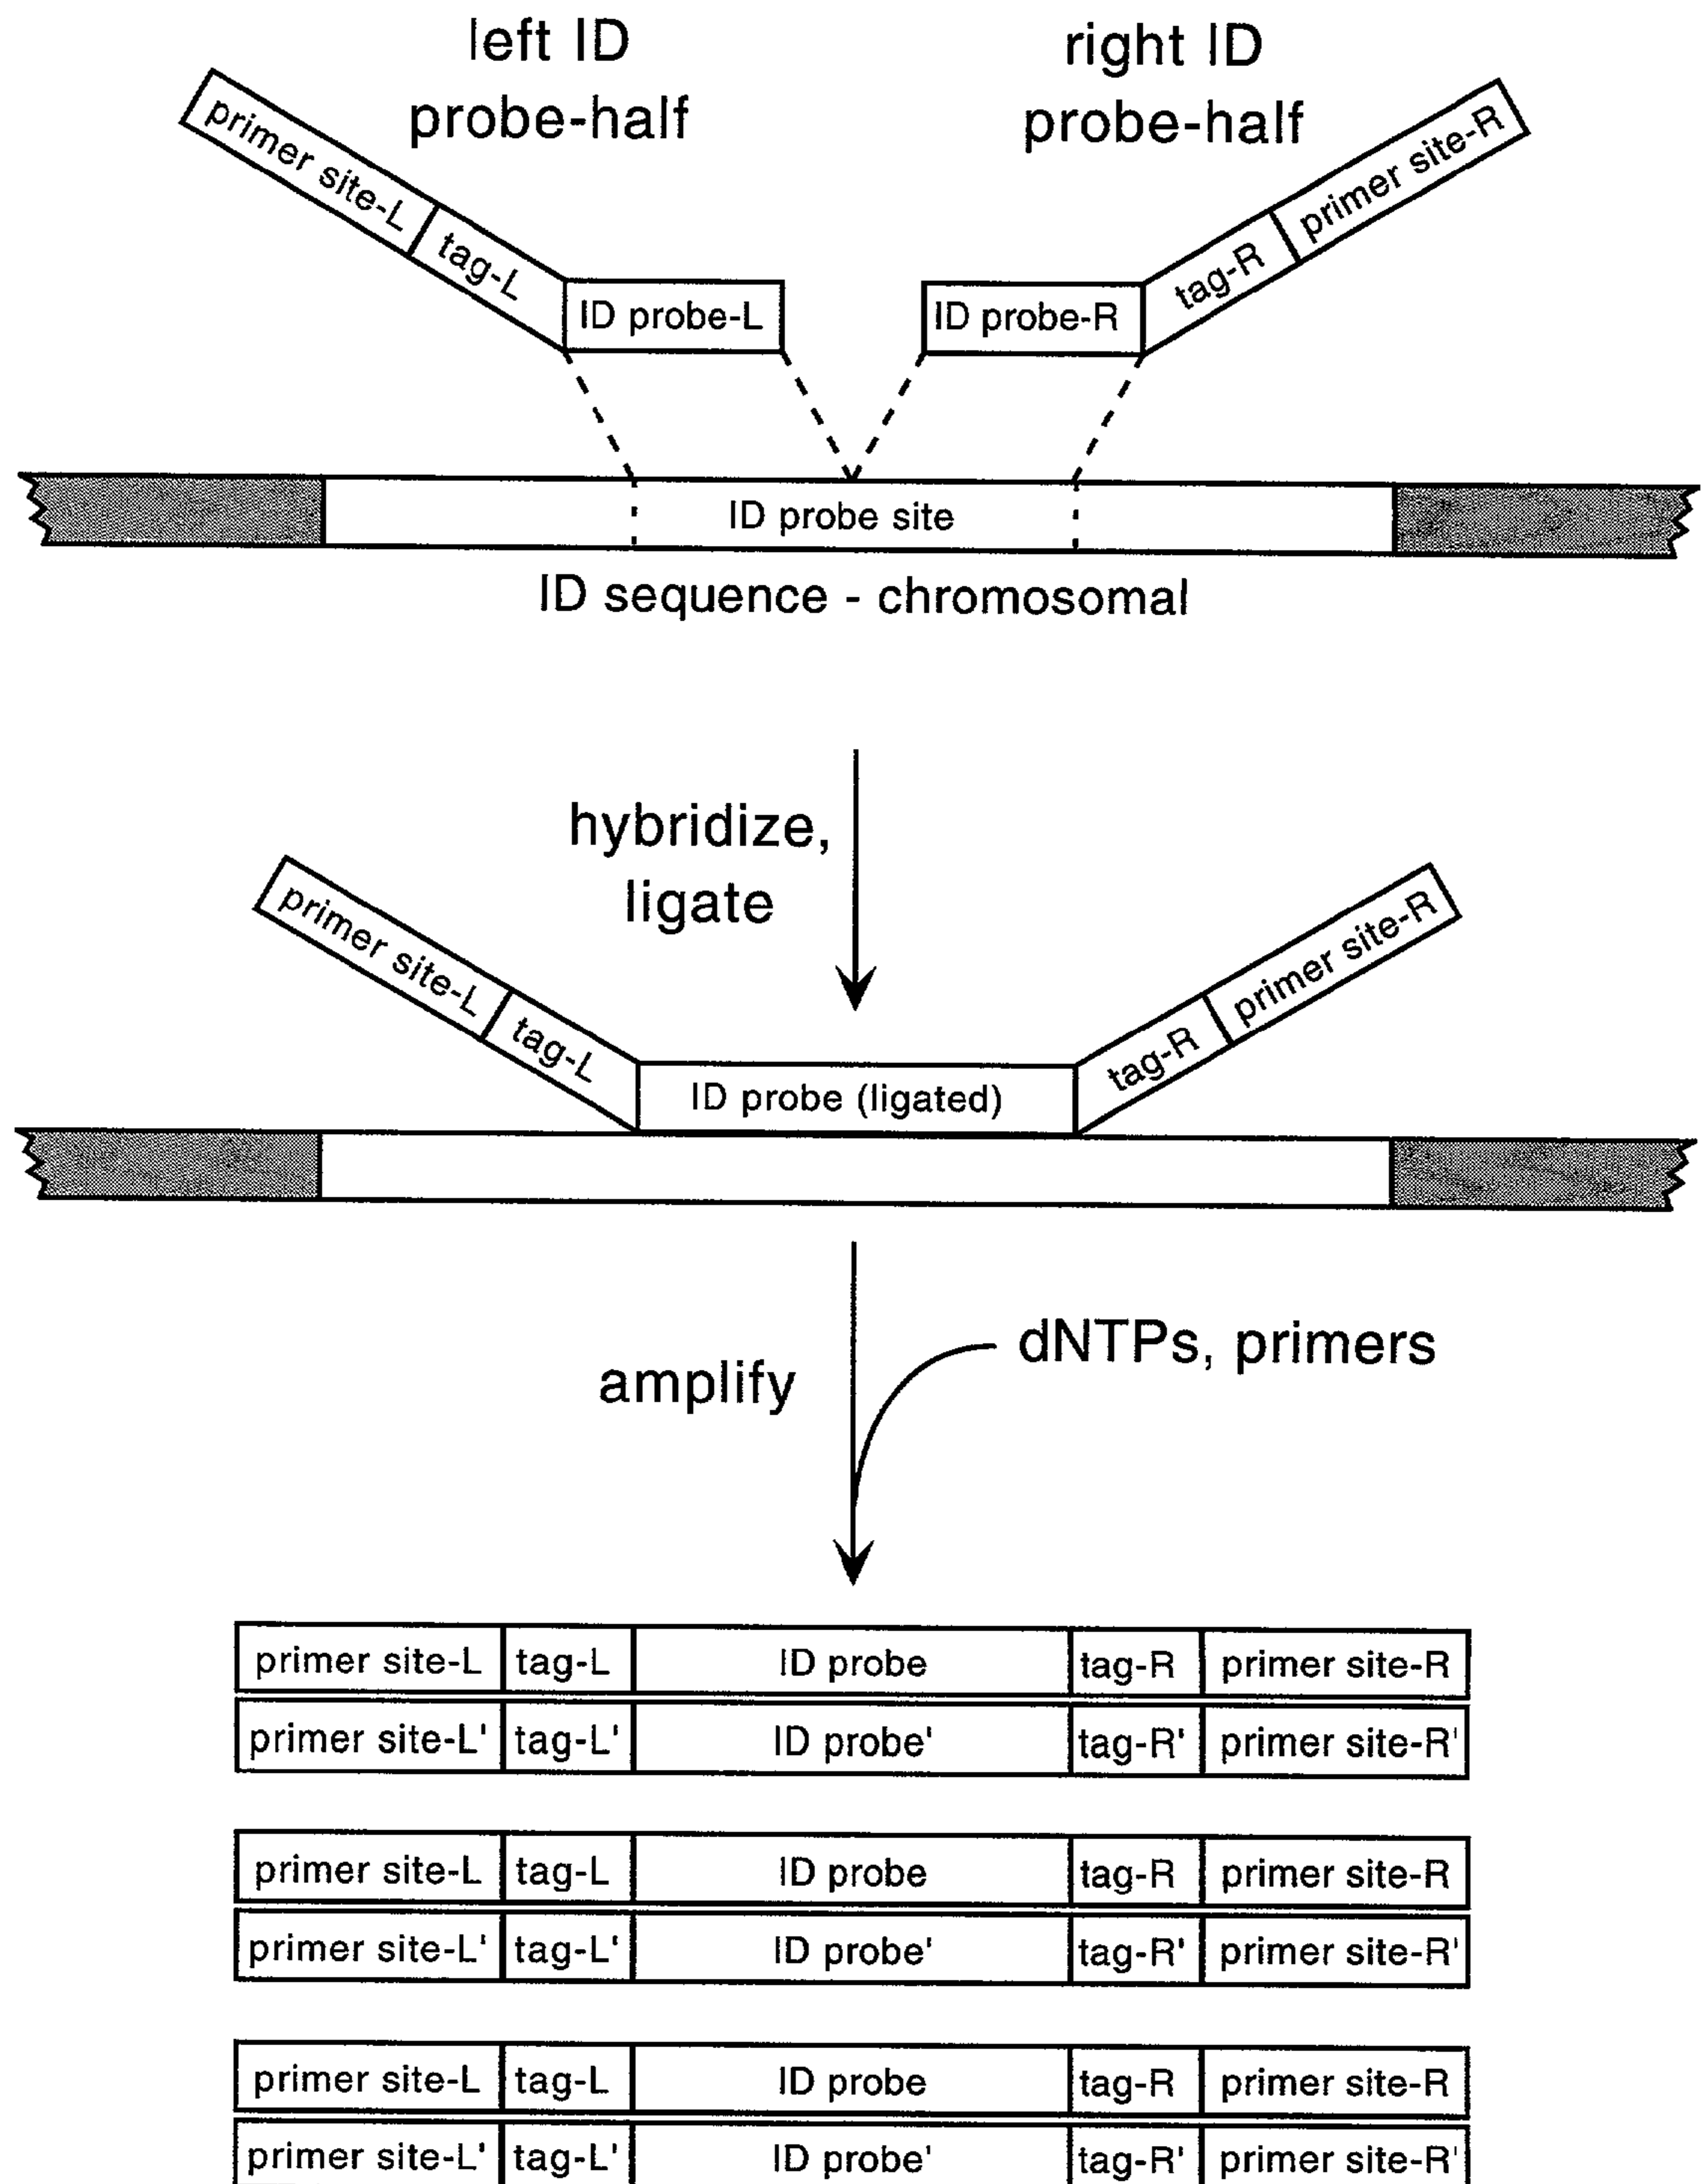 left ID
probe-half
right ID
probe-half
primer site-L
tag-L
ID probe-L
ID probe-R
tag-R
primer site-R
ID probe site
ID sequence - chromosomal
hybridize,
ligate
primer site-L
tag-L
ID probe (ligated)
tag-R
primer site-R
amplify
dNTPs, primers
primer site-L tag-L ID probe tag-R primer site-R
primer site-L' tag-L' ID probe' tag-R' primer site-R'
primer site-L tag-L ID probe tag-R primer site-R
primer site-L' tag-L' ID probe' tag-R' primer site-R'
primer site-L tag-L ID probe tag-R primer site-R
primer site-L' tag-L' ID probe' tag-R' primer site-R'